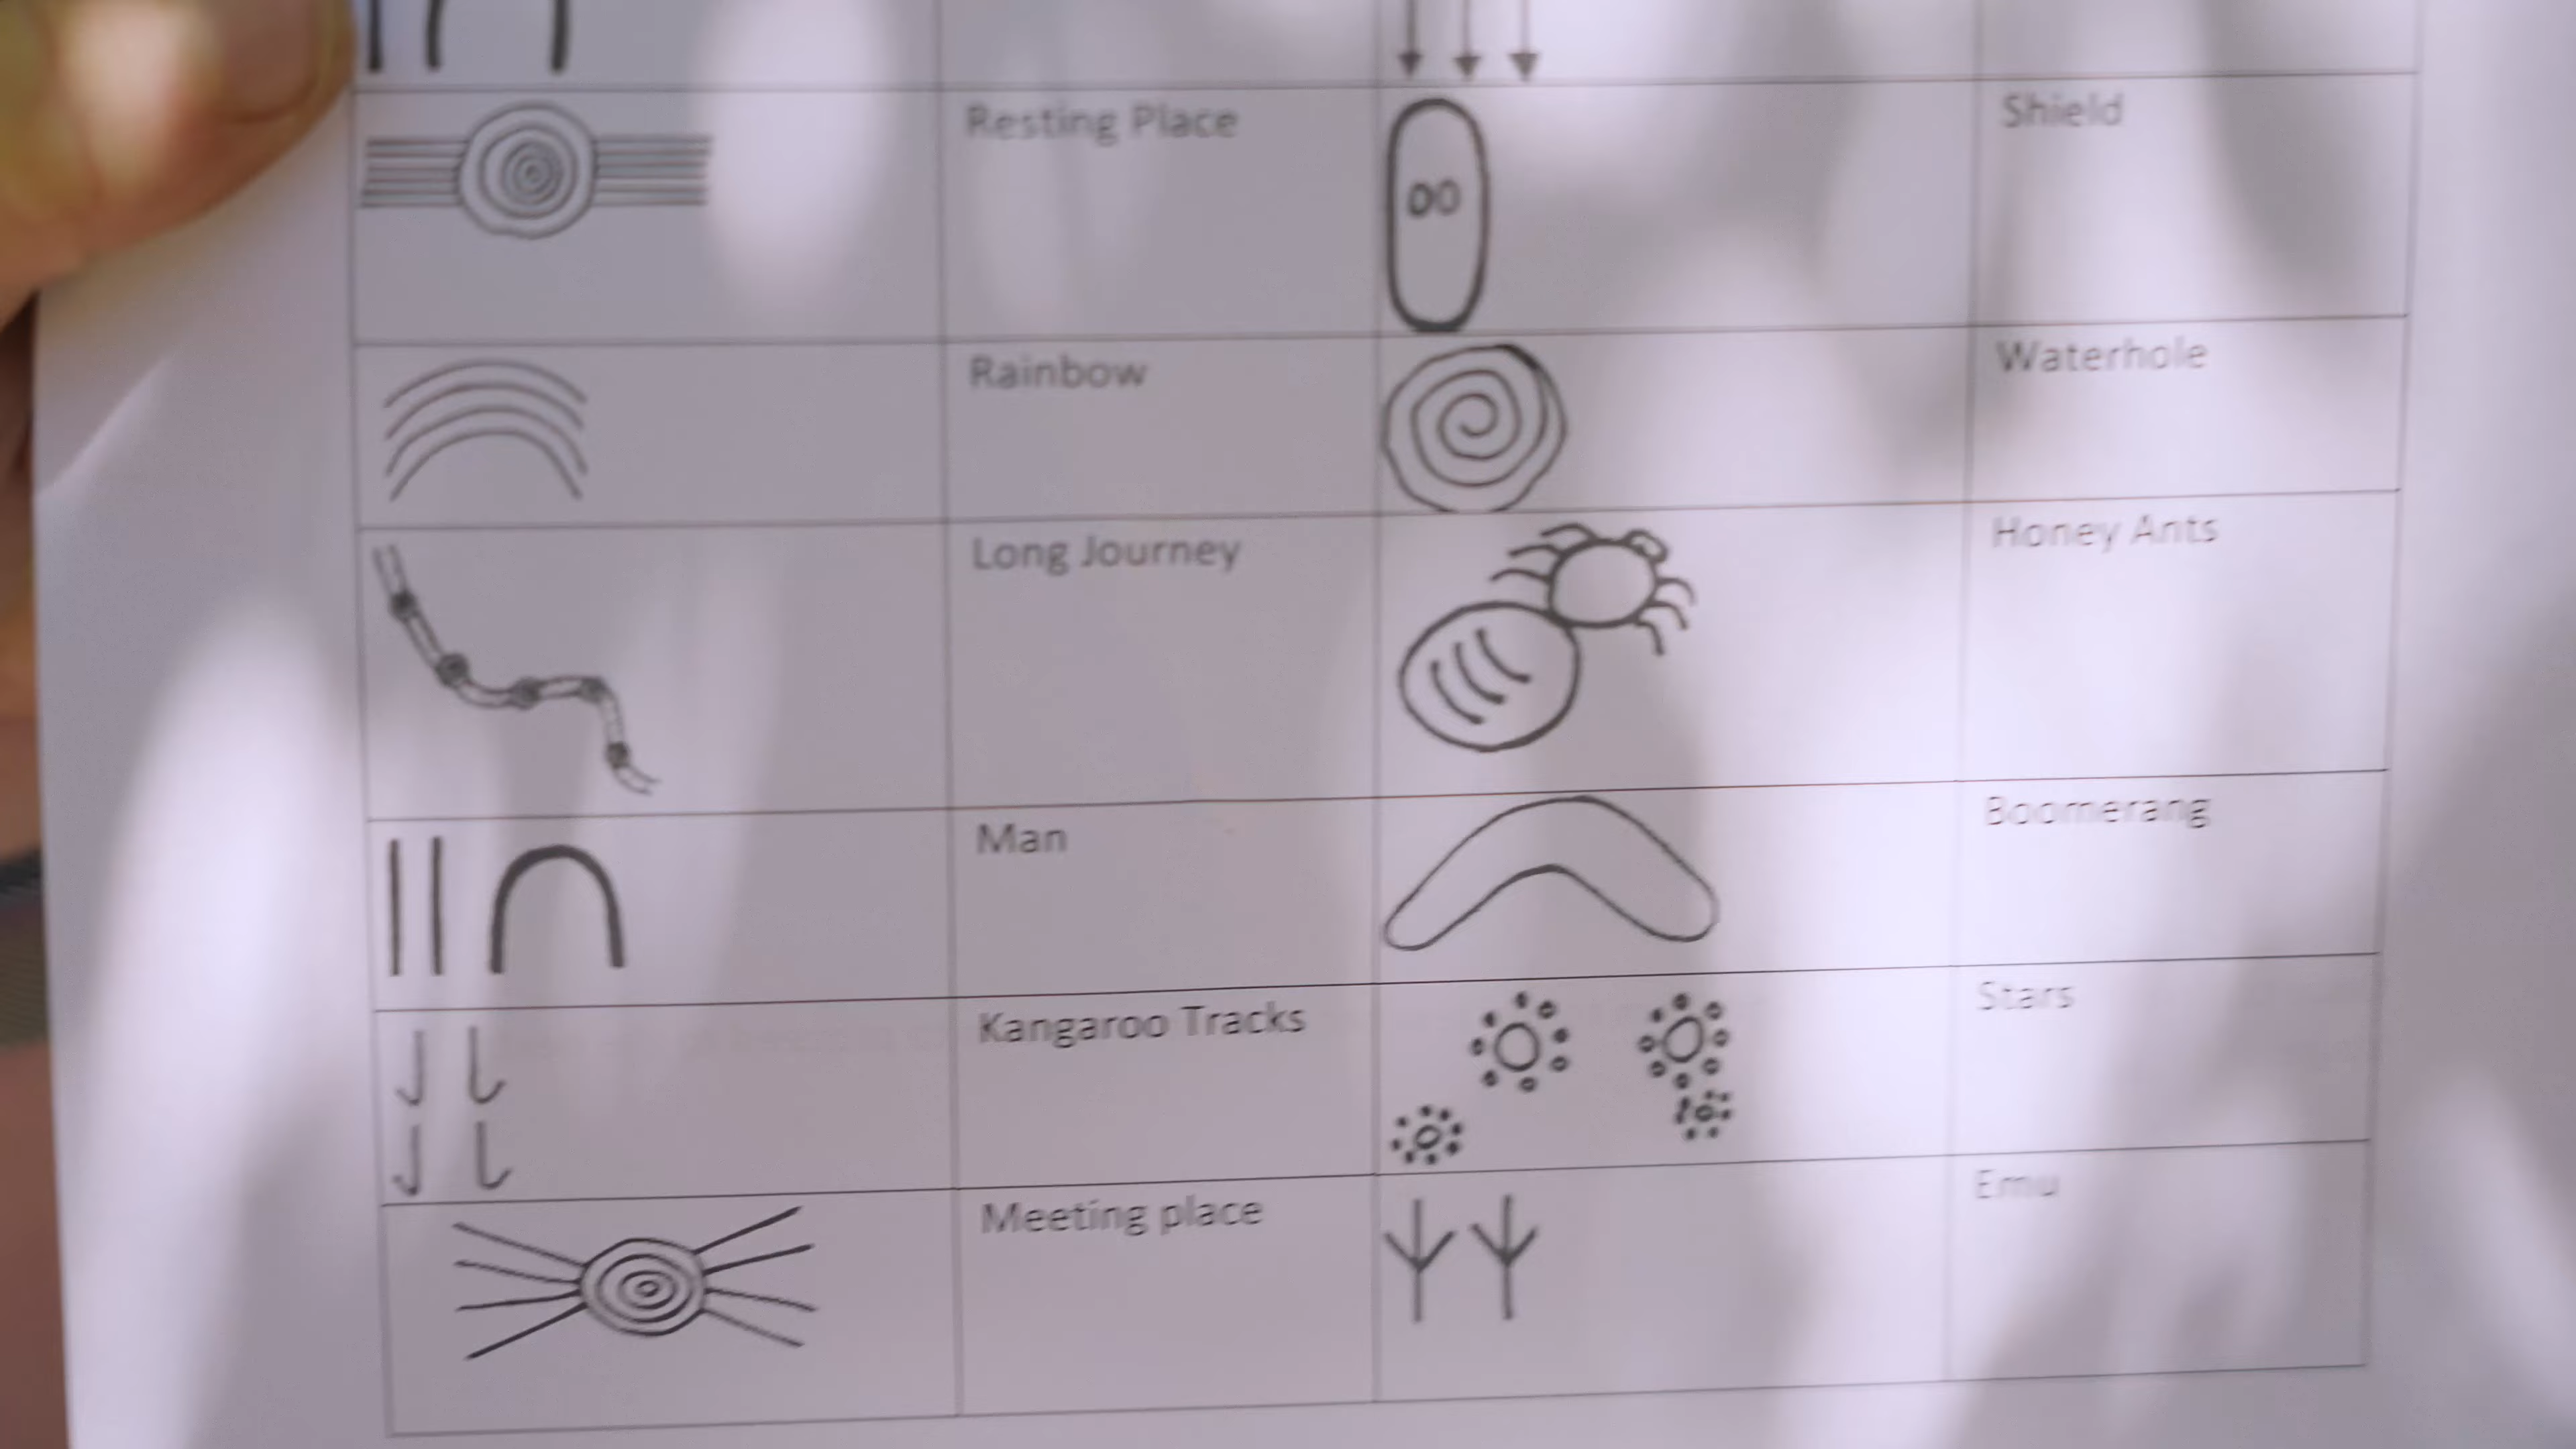 Resting Place
Shield
Rainbow
Waterhole
Long Journey
Honey Ants
Man
Boomerang
Kangaroo Tracks
Stars
Meeting place
Emu